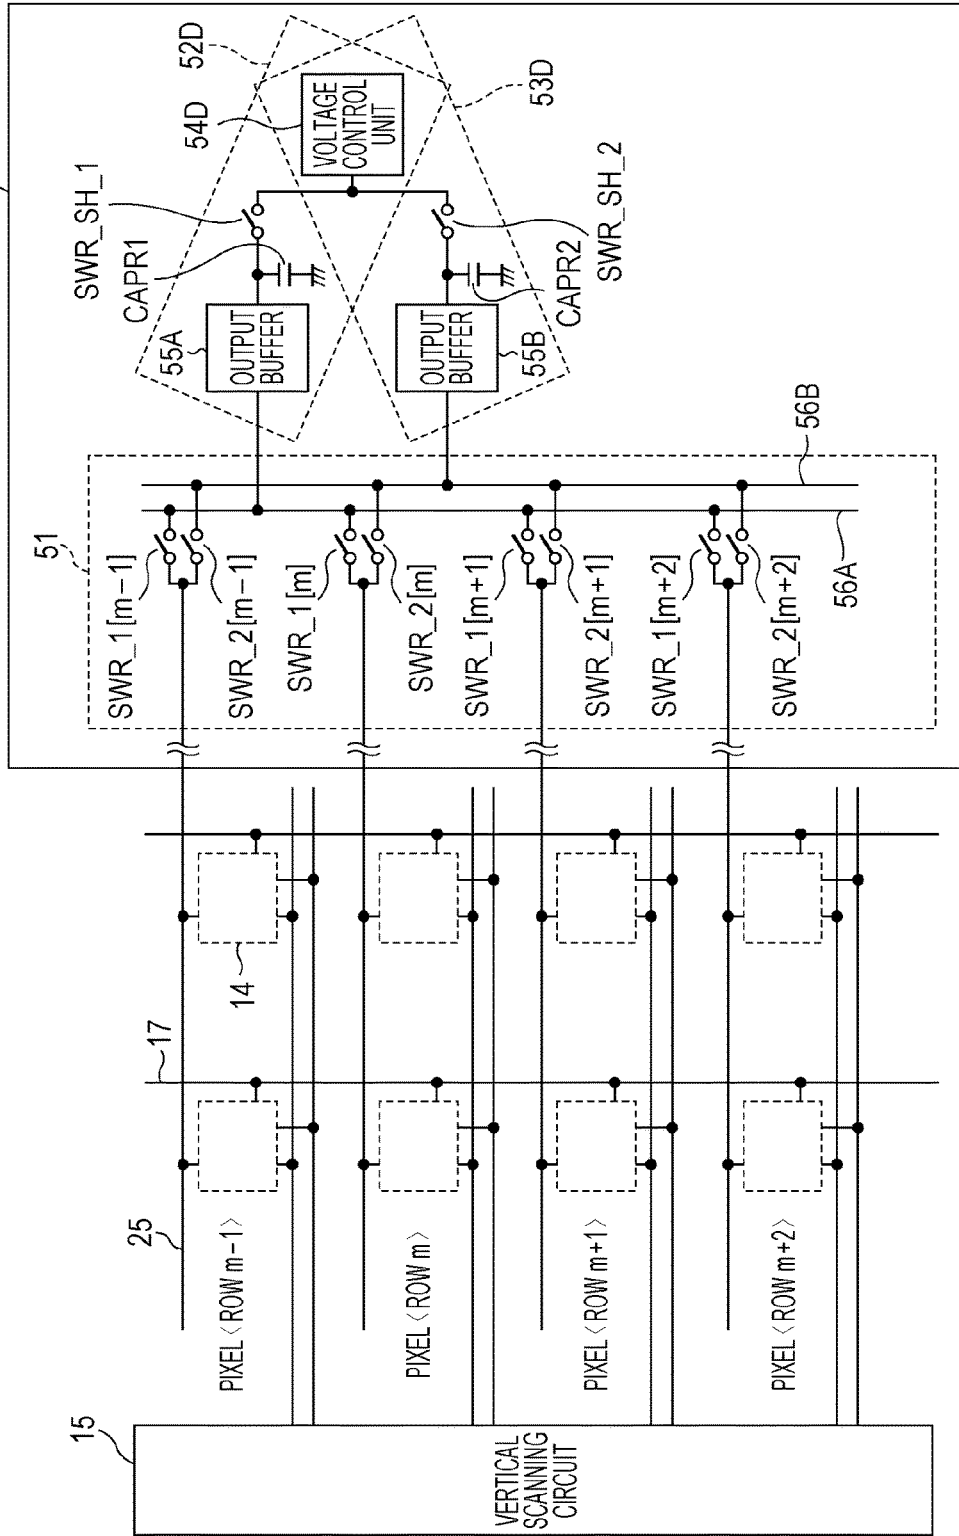 15
VERTICAL
SCANNING
CIRCUIT
25
17
14
PIXEL〈ROW m−1〉
PIXEL〈ROW m〉
PIXEL〈ROW m+1〉
PIXEL〈ROW m+2〉
51
SWR_1[m−1]
SWR_2[m−1]
SWR_1[m]
SWR_2[m]
SWR_1[m+1]
SWR_2[m+1]
SWR_1[m+2]
SWR_2[m+2]
56A
56B
55A
OUTPUT
BUFFER
CAPR1
SWR_SH_1
54D
52D
VOLTAGE
CONTROL
UNIT
53D
OUTPUT
BUFFER
55B
CAPR2
SWR_SH_2